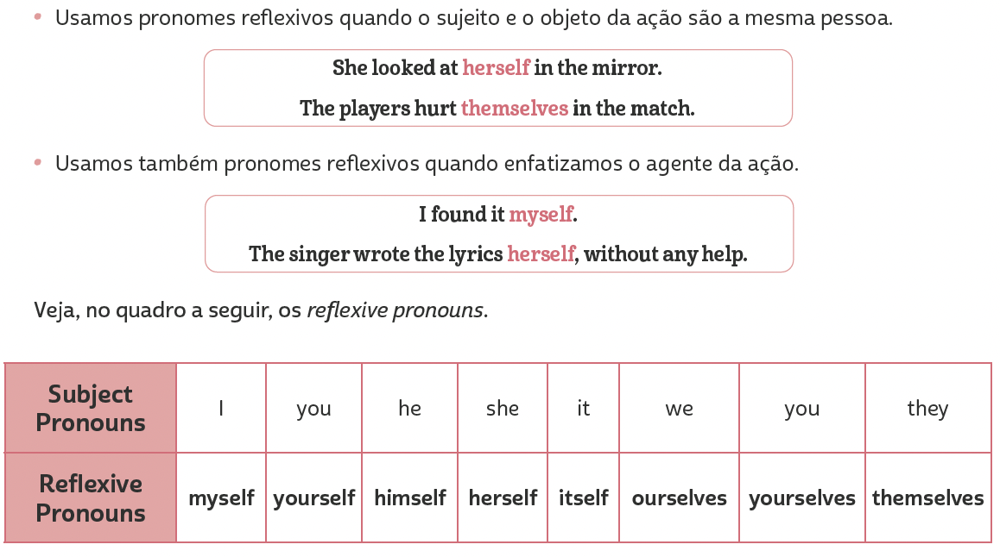 • Usamos pronomes reflexivos quando o sujeito e o objeto da ação são a mesma pessoa.
She looked at herself in the mirror.
The players hurt themselves in the match.
• Usamos também pronomes reflexivos quando enfatizamos o agente da ação.
I found it myself.
The singer wrote the lyrics herself, without any help.
Veja, no quadro a seguir, os reflexive pronouns.
Subject
Pronouns
I you he she it we you they
Reflexive
Pronouns
myself yourself himself herself itself ourselves yourselves themselves